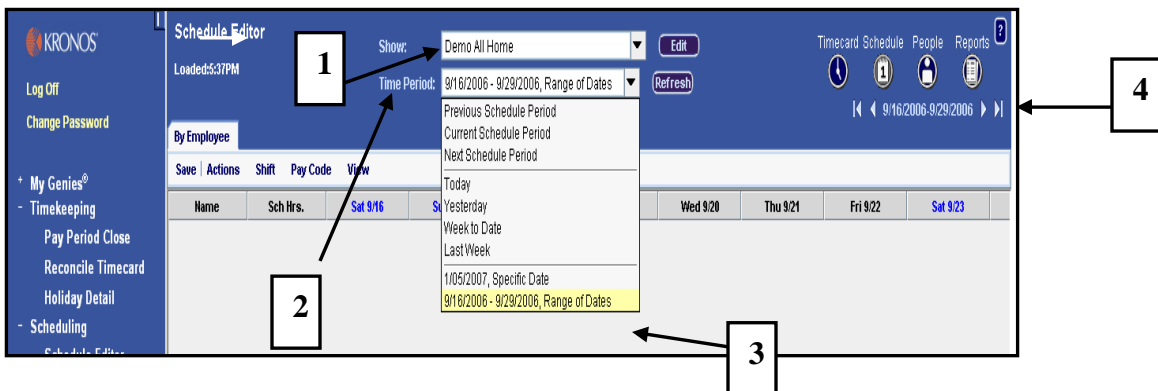 KRONOS
Log Off
Change Password
+ My Genies®
- Timekeeping
Pay Period Close
Reconcile Timecard
Holiday Detail
- Scheduling
Schedule Editor
Schedule Editor
Loaded:5:37PM
1
Show: Demo All Home Edit
Time Period: 9/16/2006 - 9/29/2006, Range of Dates Refresh
Timecard Schedule People Reports ?
1
9/16/2006-9/29/2006
4
Previous Schedule Period
Current Schedule Period
Next Schedule Period
Today
Yesterday
Week to Date
Last Week
1/05/2007, Specific Date
9/16/2006 - 9/29/2006, Range of Dates
By Employee
Save | Actions Shift Pay Code View
Name Sch Hrs. Sat 9/16 Wed 9/20 Thu 9/21 Fri 9/22 Sat 9/23
2
3